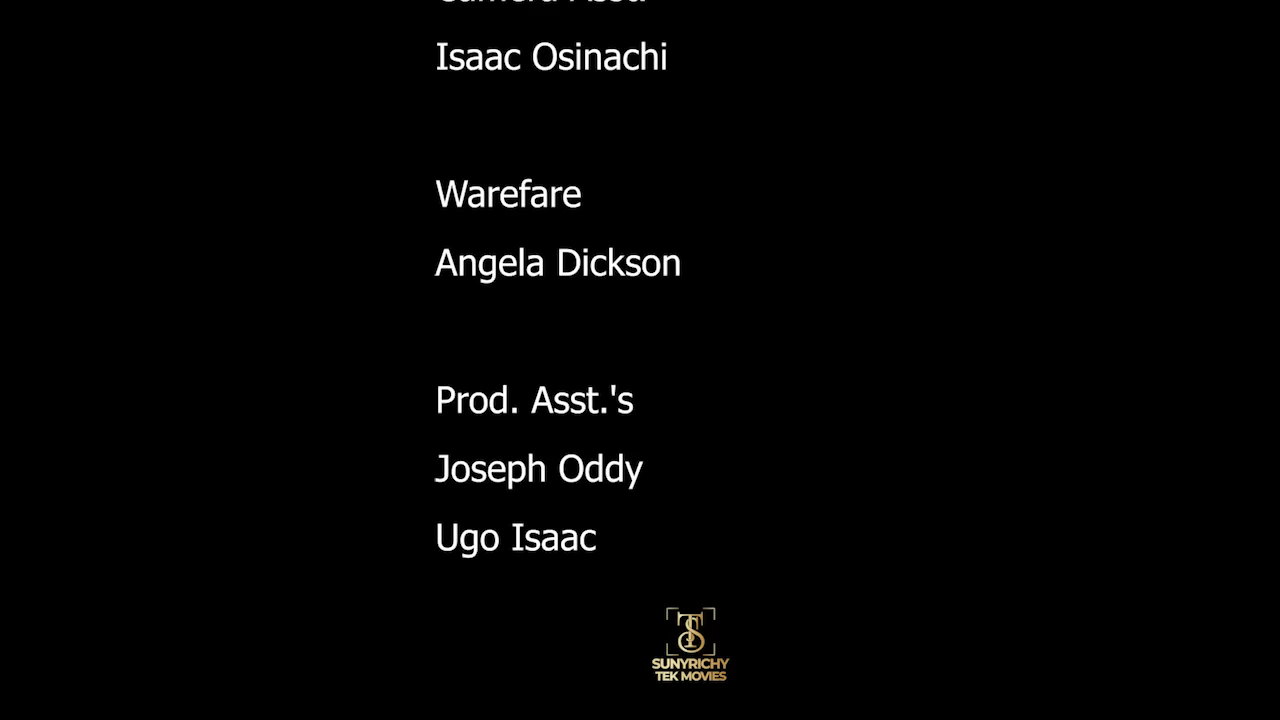 Isaac Osinachi
Warefare
Angela Dickson
Prod. Asst.'s
Joseph Oddy
Ugo Isaac
SUNYRICHY
TEK MOVIES